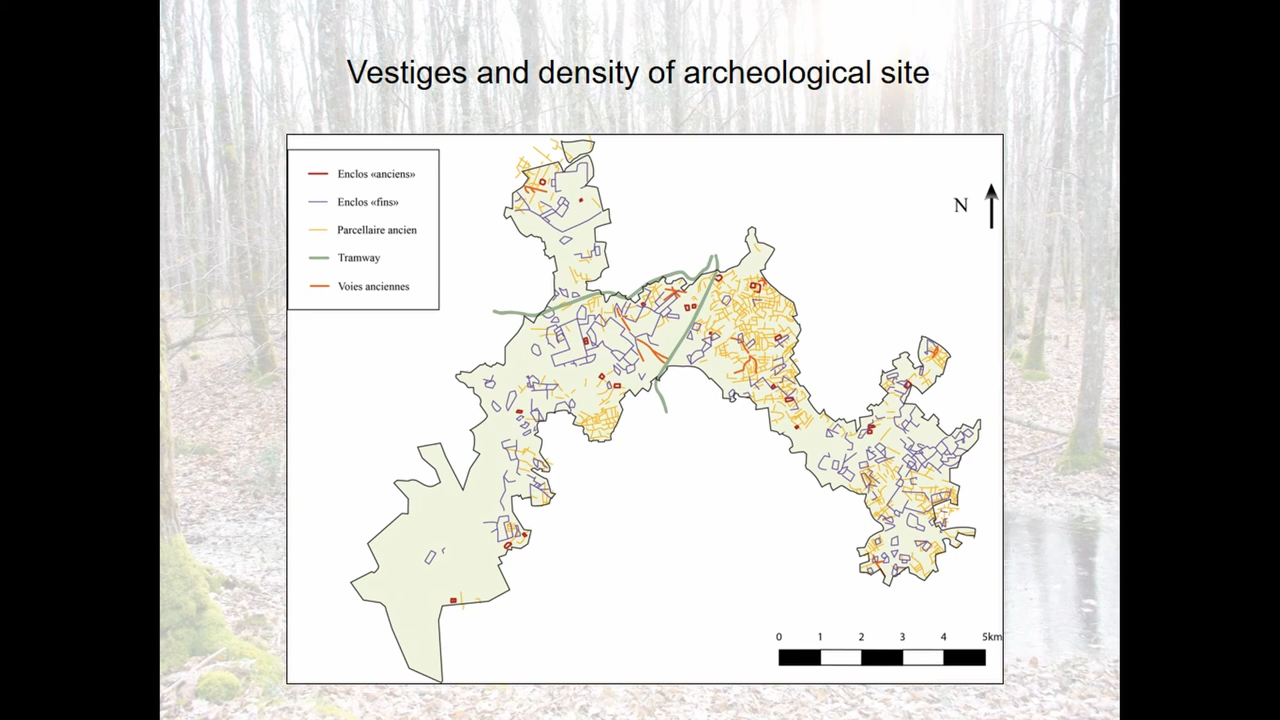 Vestiges and density of archeological site
Enclos «anciens»
Enclos «fins»
Parcellaire ancien
Tramway
Voies anciennes
N
0 1 2 3 4 5km